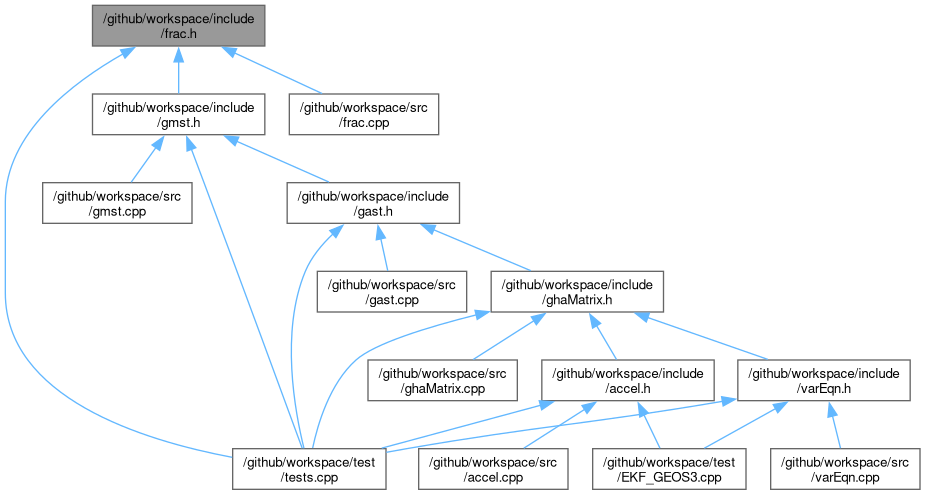 /github/workspace/include
/frac.h
/github/workspace/include
/gmst.h
/github/workspace/src
/frac.cpp
/github/workspace/src
/gmst.cpp
/github/workspace/include
/gast.h
/github/workspace/src
/gast.cpp
/github/workspace/include
/ghaMatrix.h
/github/workspace/src
/ghaMatrix.cpp
/github/workspace/include
/accel.h
/github/workspace/include
/varEqn.h
/github/workspace/test
/tests.cpp
/github/workspace/src
/accel.cpp
/github/workspace/test
/EKF_GEOS3.cpp
/github/workspace/src
/varEqn.cpp